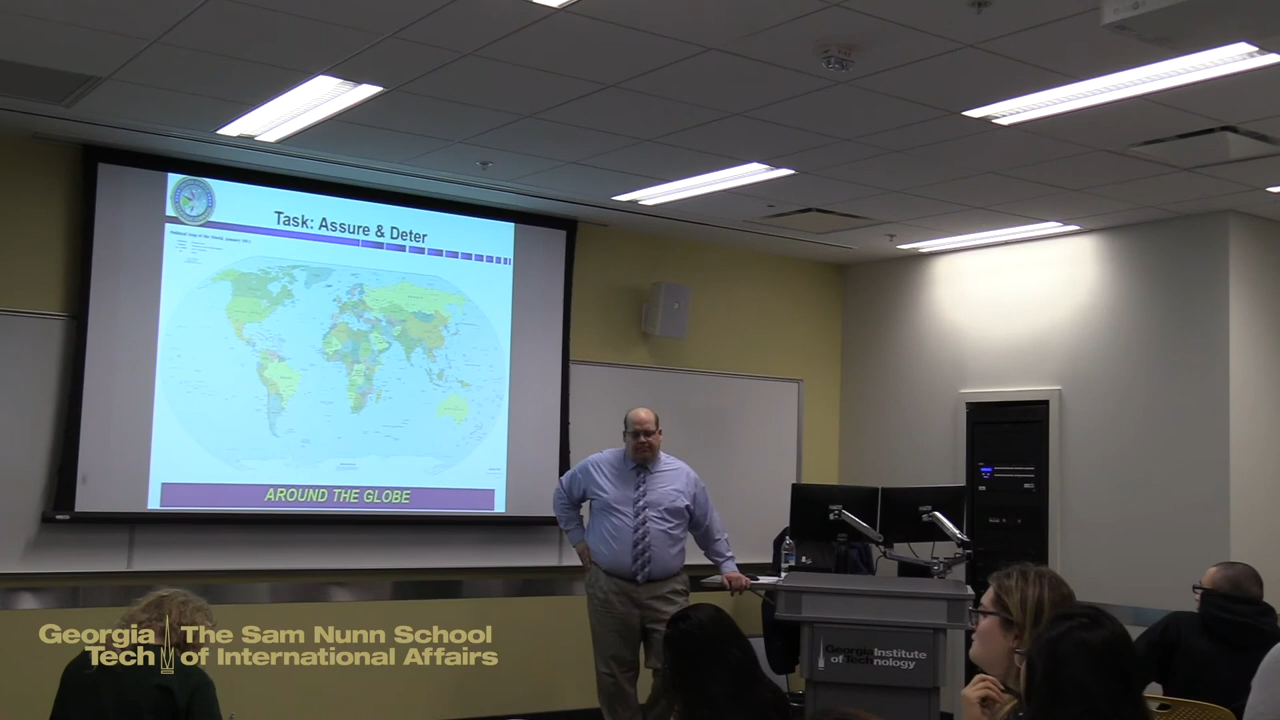 Task: Assure & Deter
AROUND THE GLOBE
Georgia Tech
The Sam Nunn School
of International Affairs
Georgia Institute
of Technology